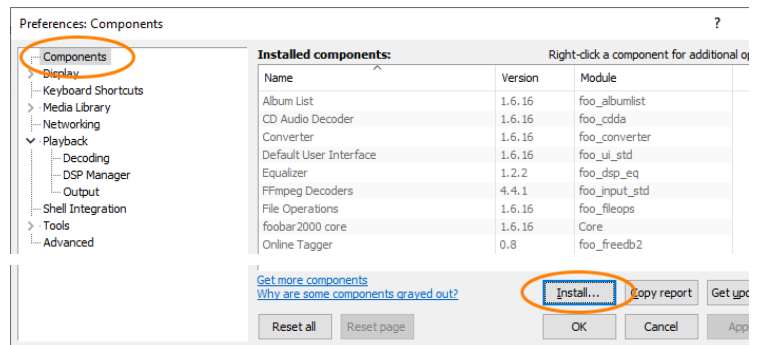 Preferences: Components ?
Components
Display
Keyboard Shortcuts
Media Library
Networking
Playback
Decoding
DSP Manager
Output
Shell Integration
Tools
Advanced
Installed components: Right-click a component for additional
Name Version Module
Album List 1.6.16 foo_albumlist
CD Audio Decoder 1.6.16 foo_cdda
Converter 1.6.16 foo_converter
Default User Interface 1.6.16 foo_ui_std
Equalizer 1.2.2 foo_dsp_eq
FFmpeg Decoders 4.4.1 foo_input_std
File Operations 1.6.16 foo_fileops
foobar2000 core 1.6.16 Core
Online Tagger 0.8 foo_freedb2
Get more components
Why are some components grayed out?
Install... Copy report Get
Reset all Reset page OK Cancel